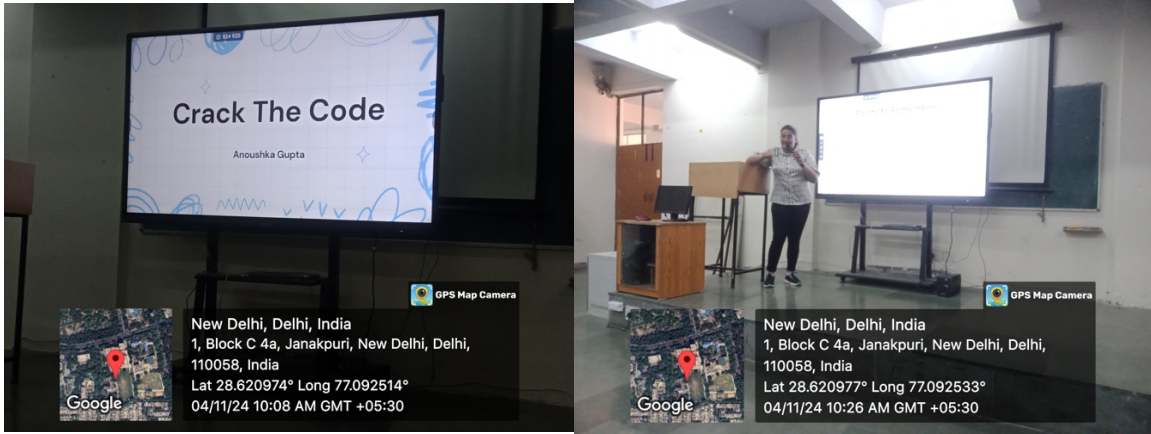 Crack The Code
Anoushka Gupta
GPS Map Camera
New Delhi, Delhi, India
1, Block C 4a, Janakpuri, New Delhi, Delhi,
110058, India
Lat 28.620974° Long 77.092514°
04/11/24 10:08 AM GMT +05:30
Google
GPS Map Camera
New Delhi, Delhi, India
1, Block C 4a, Janakpuri, New Delhi, Delhi,
110058, India
Lat 28.620977° Long 77.092533°
04/11/24 10:26 AM GMT +05:30
Google